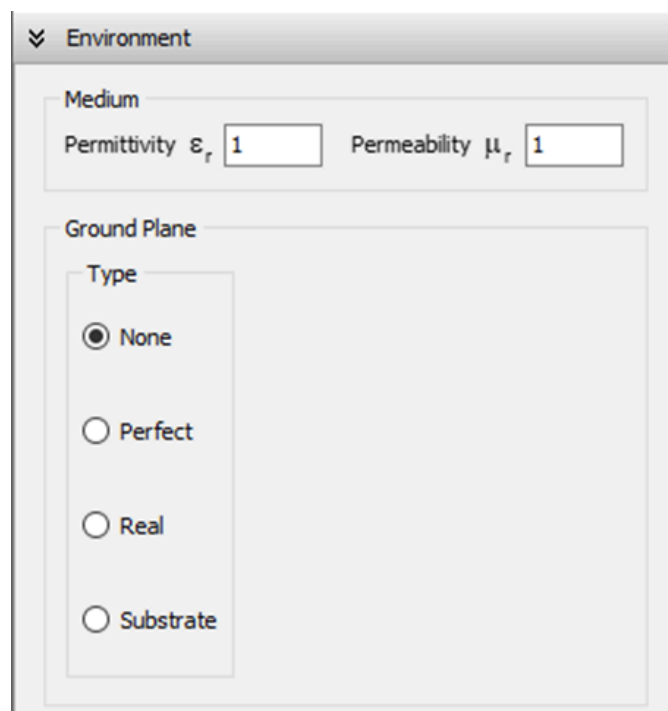 Environment
Medium
Permittivity εr 1 Permeability μr 1
Ground Plane
Type
None
Perfect
Real
Substrate